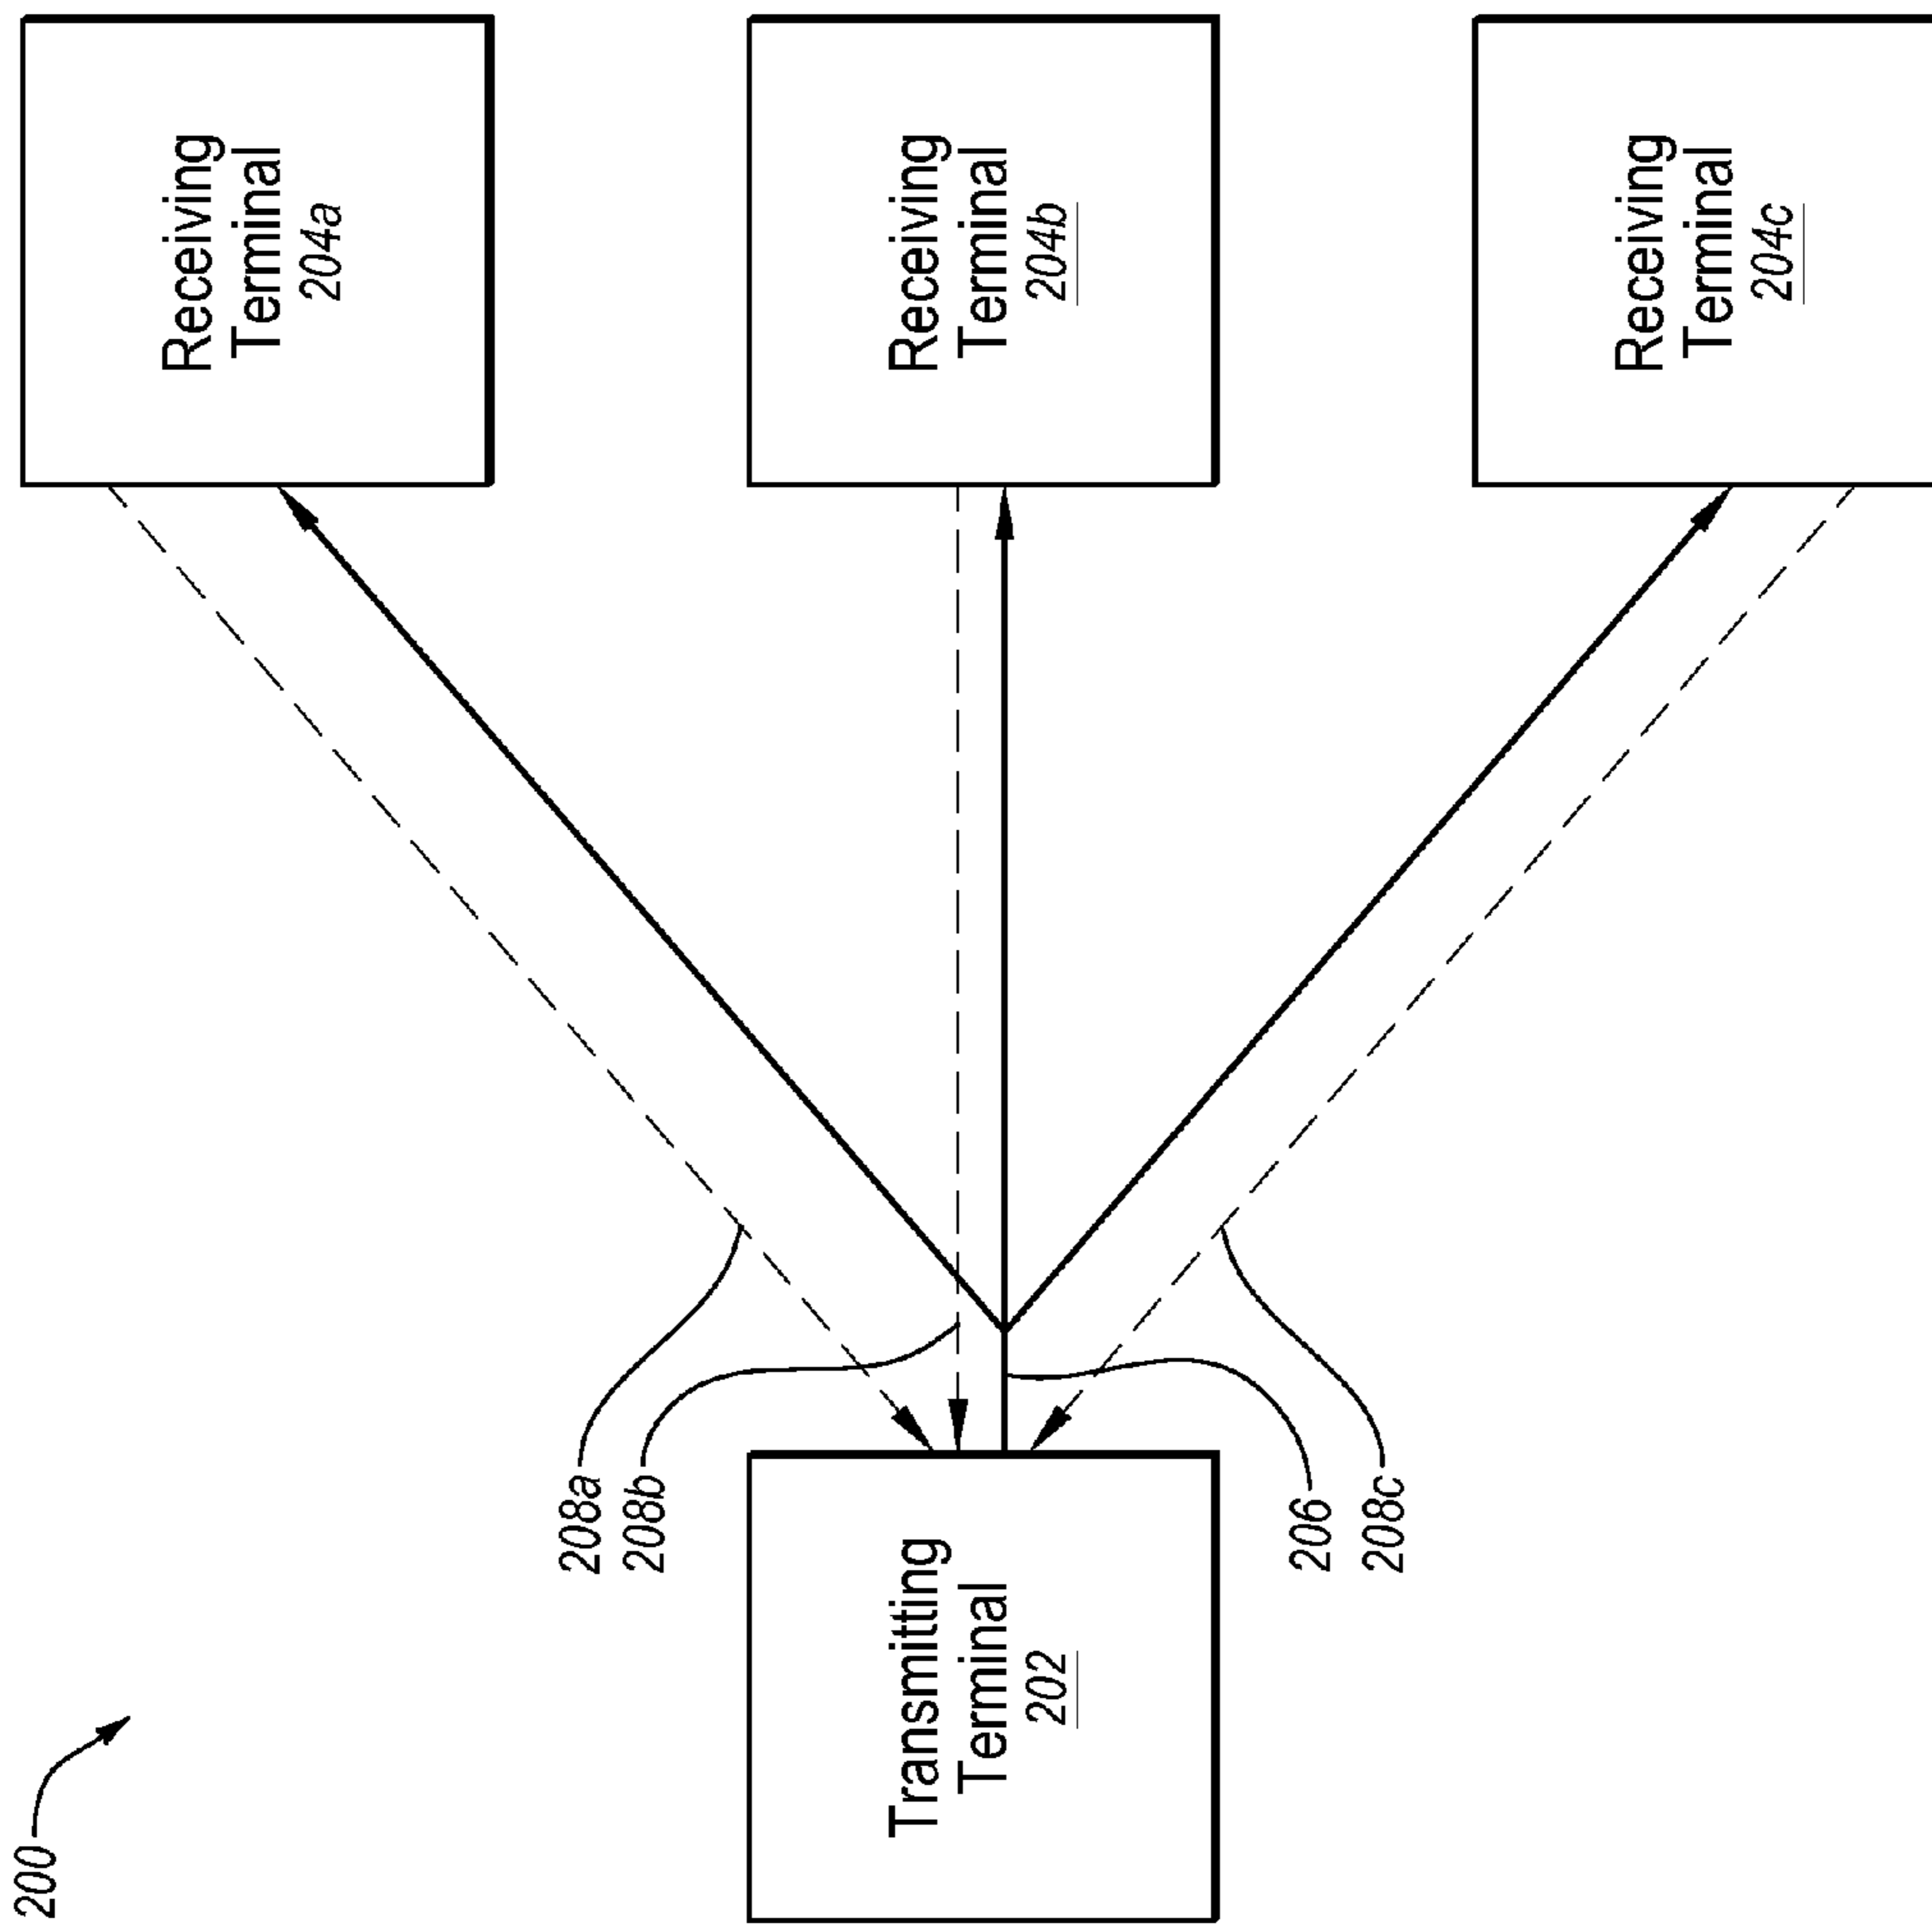 200
Transmitting
Terminal
202
208a
208b
206
208c
Receiving
Terminal
204a
Receiving
Terminal
204b
Receiving
Terminal
204c